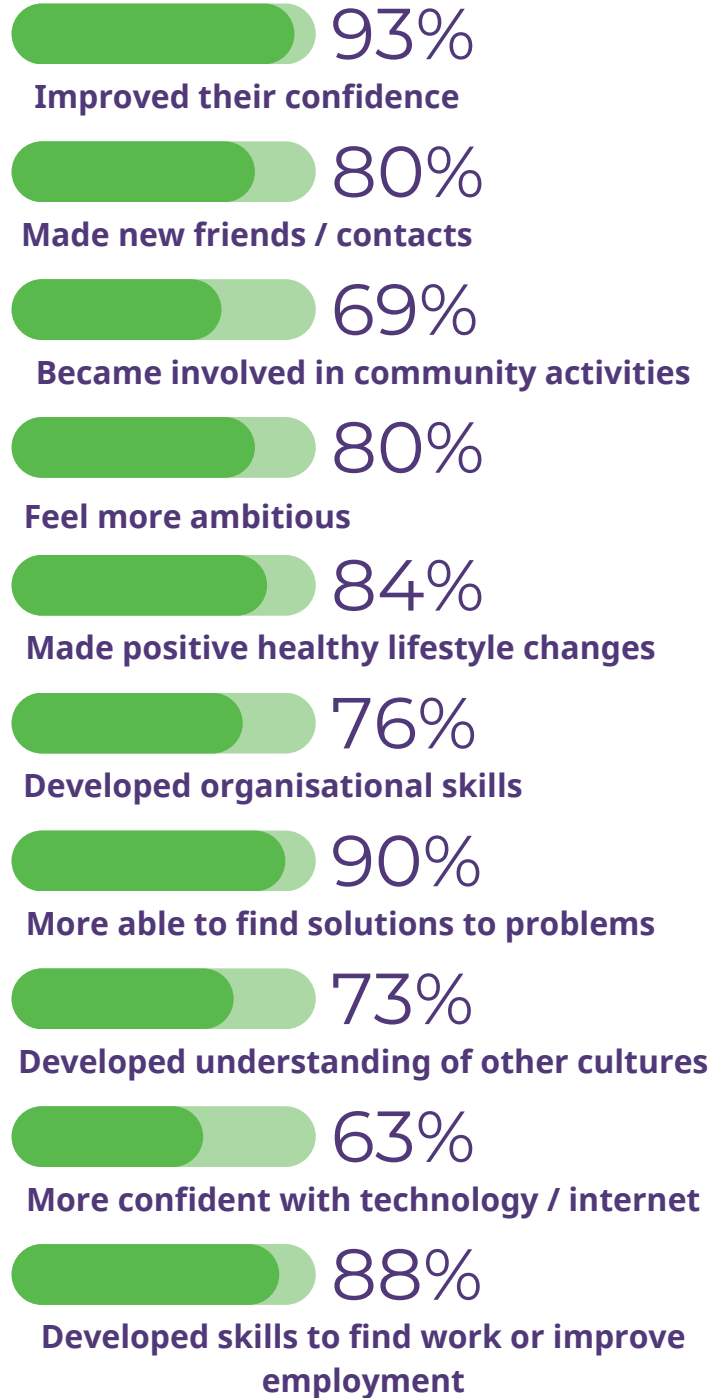 93%
Improved their confidence
80%
Made new friends / contacts
69%
Became involved in community activities
80%
Feel more ambitious
84%
Made positive healthy lifestyle changes
76%
Developed organisational skills
90%
More able to find solutions to problems
73%
Developed understanding of other cultures
63%
More confident with technology / internet
88%
Developed skills to find work or improve
employment